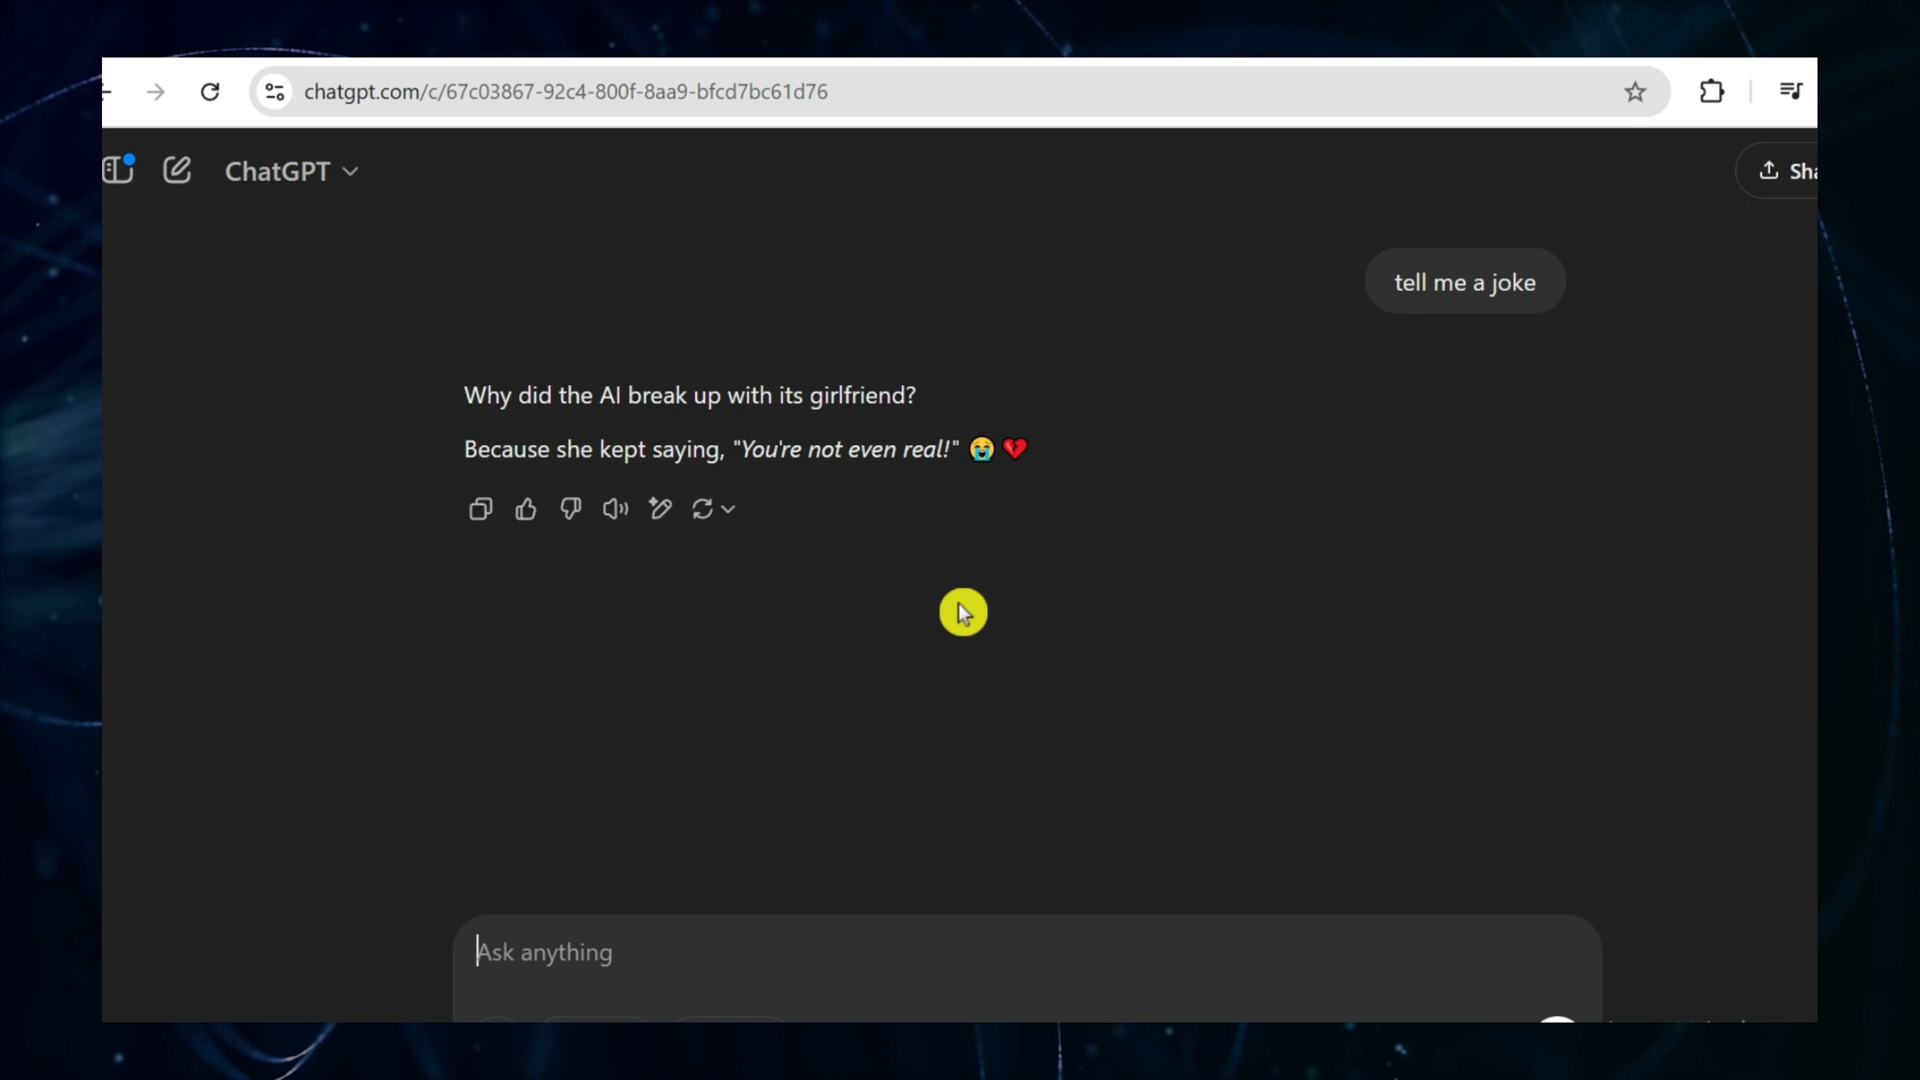 chatgpt.com/c/67c03867-92c4-800f-8aa9-bfcd7bc61d76
ChatGPT
Sha
tell me a joke
Why did the AI break up with its girlfriend?
Because she kept saying, "You're not even real!" 😭 💔
Ask anything